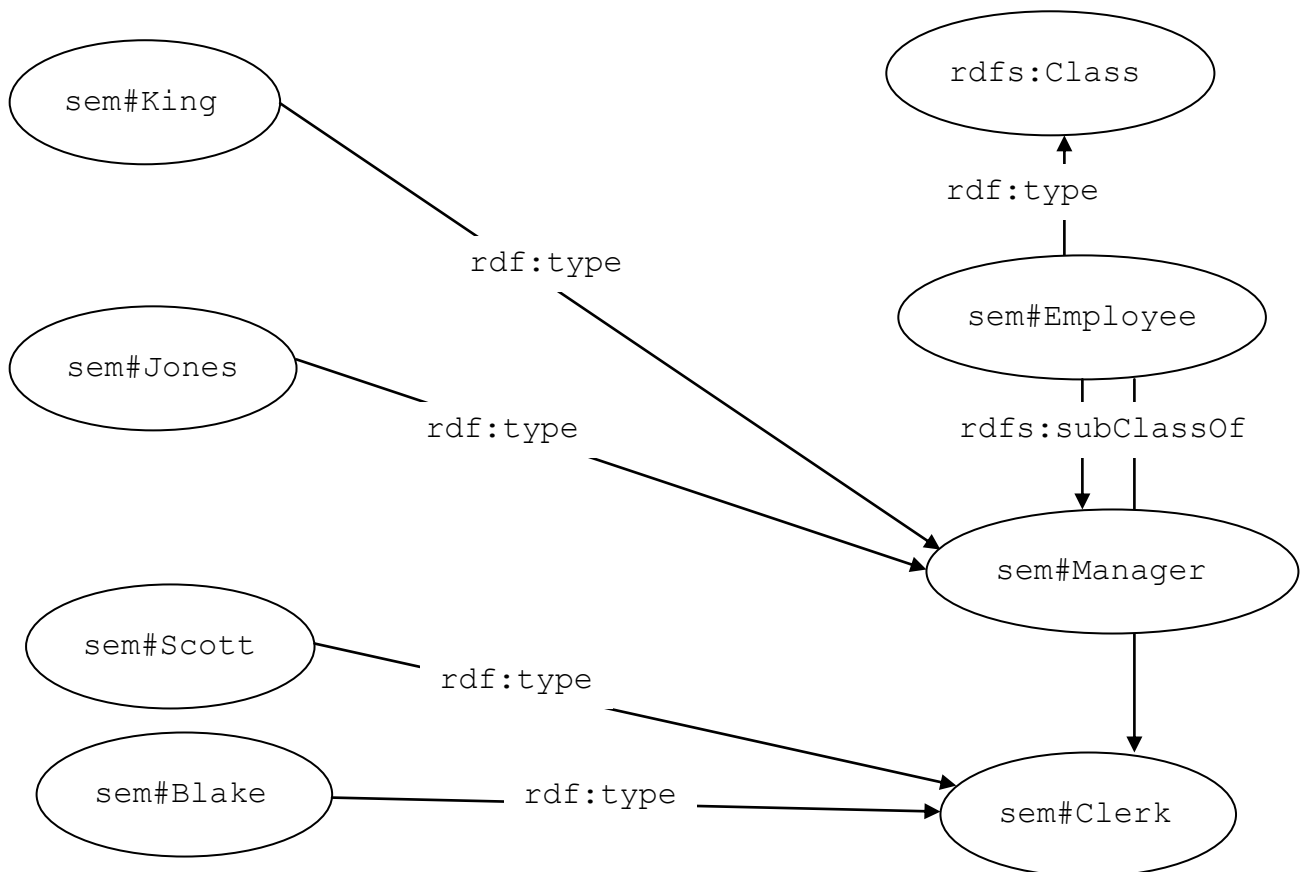 rdfs:Class
sem#King
rdf:type
rdf:type
sem#Employee
sem#Jones
rdf:type
rdfs:subClassOf
sem#Manager
sem#Scott
rdf:type
sem#Blake
rdf:type
sem#Clerk